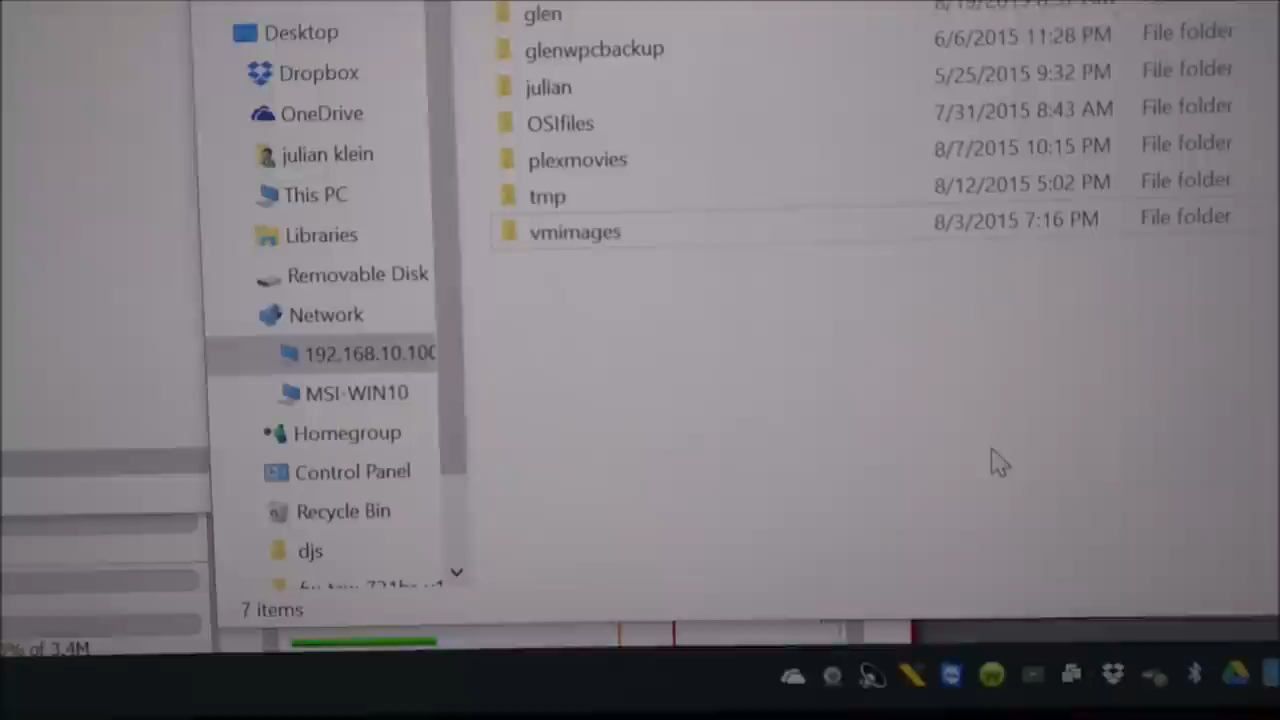 Desktop
Dropbox
OneDrive
julian klein
This PC
Libraries
Removable Disk
Network
192.168.10.100
MSI-WIN10
Homegroup
Control Panel
Recycle Bin
djs
7 items
% of 3.4M
glen
glenwpcbackup 6/6/2015 11:28 PM File folder
julian 5/25/2015 9:32 PM File folder
OSIfiles 7/31/2015 8:43 AM File folder
plexmovies 8/7/2015 10:15 PM File folder
tmp 8/12/2015 5:02 PM File folder
vmimages 8/3/2015 7:16 PM File folder